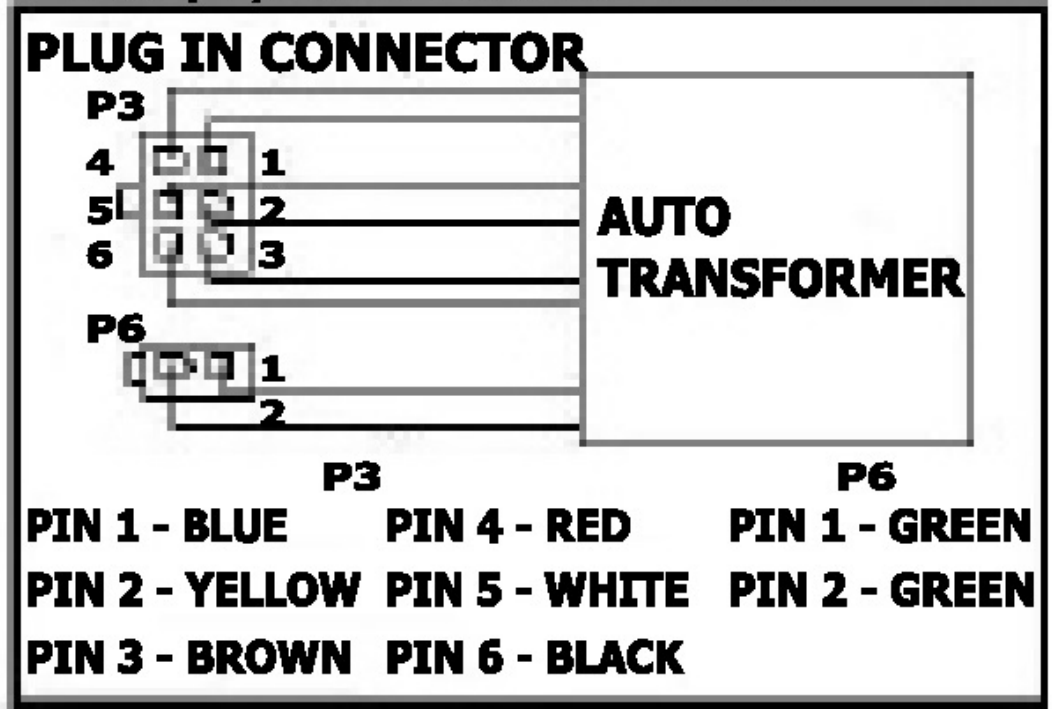 PLUG IN CONNECTOR
P3
4 1
5 2
6 3
AUTO
TRANSFORMER
P6
1
2
P3 P6
PIN 1 - BLUE PIN 4 - RED PIN 1 - GREEN
PIN 2 - YELLOW PIN 5 - WHITE PIN 2 - GREEN
PIN 3 - BROWN PIN 6 - BLACK